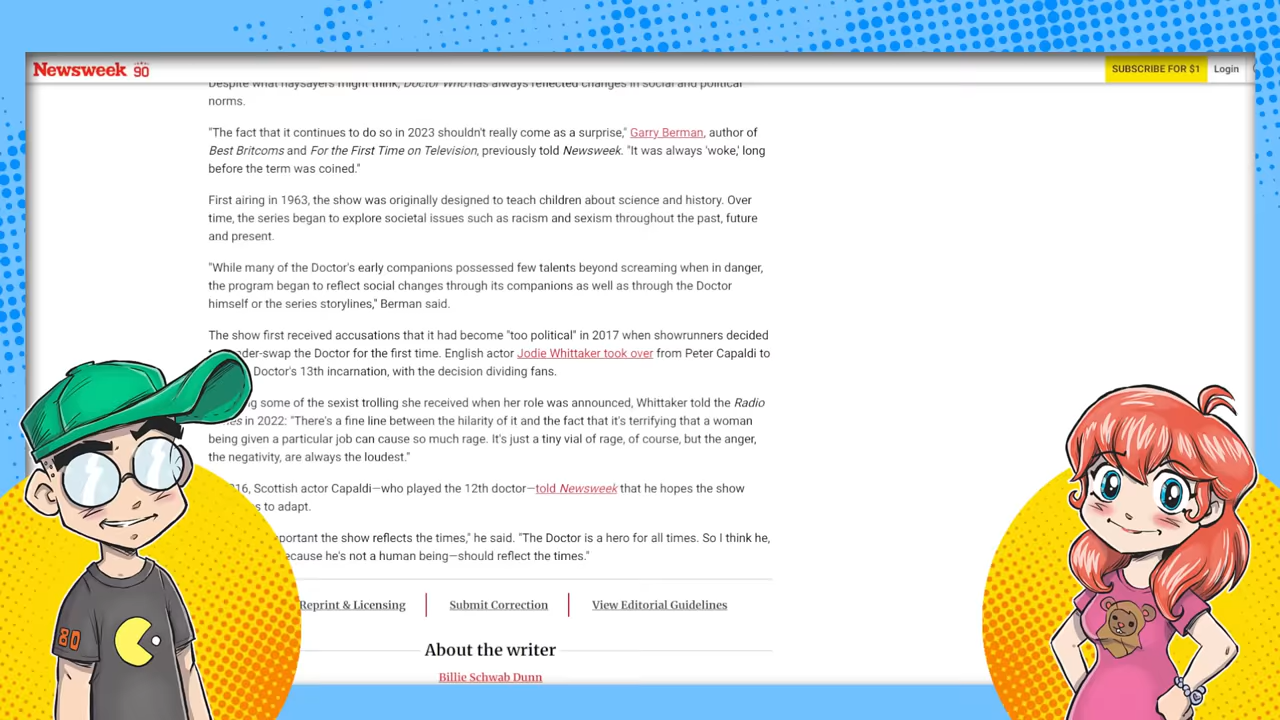 Newsweek 90
SUBSCRIBE FOR $1 Login
Despite what naysayers might think, Doctor Who has always reflected changes in social and political
norms.
"The fact that it continues to do so in 2023 shouldn't really come as a surprise," Garry Berman, author of
Best Britcoms and For the First Time on Television, previously told Newsweek. "It was always 'woke,' long
before the term was coined."
First airing in 1963, the show was originally designed to teach children about science and history. Over
time, the series began to explore societal issues such as racism and sexism throughout the past, future
and present.
"While many of the Doctor's early companions possessed few talents beyond screaming when in danger,
the program began to reflect social changes through its companions as well as through the Doctor
himself or the series storylines," Berman said.
The show first received accusations that it had become "too political" in 2017 when showrunners decided
der-swap the Doctor for the first time. English actor Jodie Whittaker took over from Peter Capaldi to
Doctor's 13th incarnation, with the decision dividing fans.
some of the sexist trolling she received when her role was announced, Whittaker told the Radio
in 2022: "There's a fine line between the hilarity of it and the fact that it's terrifying that a woman
being given a particular job can cause so much rage. It's just a tiny vial of rage, of course, but the anger,
the negativity, are always the loudest."
16, Scottish actor Capaldi—who played the 12th doctor—told Newsweek that he hopes the show
s to adapt.
portant the show reflects the times," he said. "The Doctor is a hero for all times. So I think he,
ecause he's not a human being—should reflect the times."
Reprint & Licensing Submit Correction View Editorial Guidelines
About the writer
Billie Schwab Dunn
80